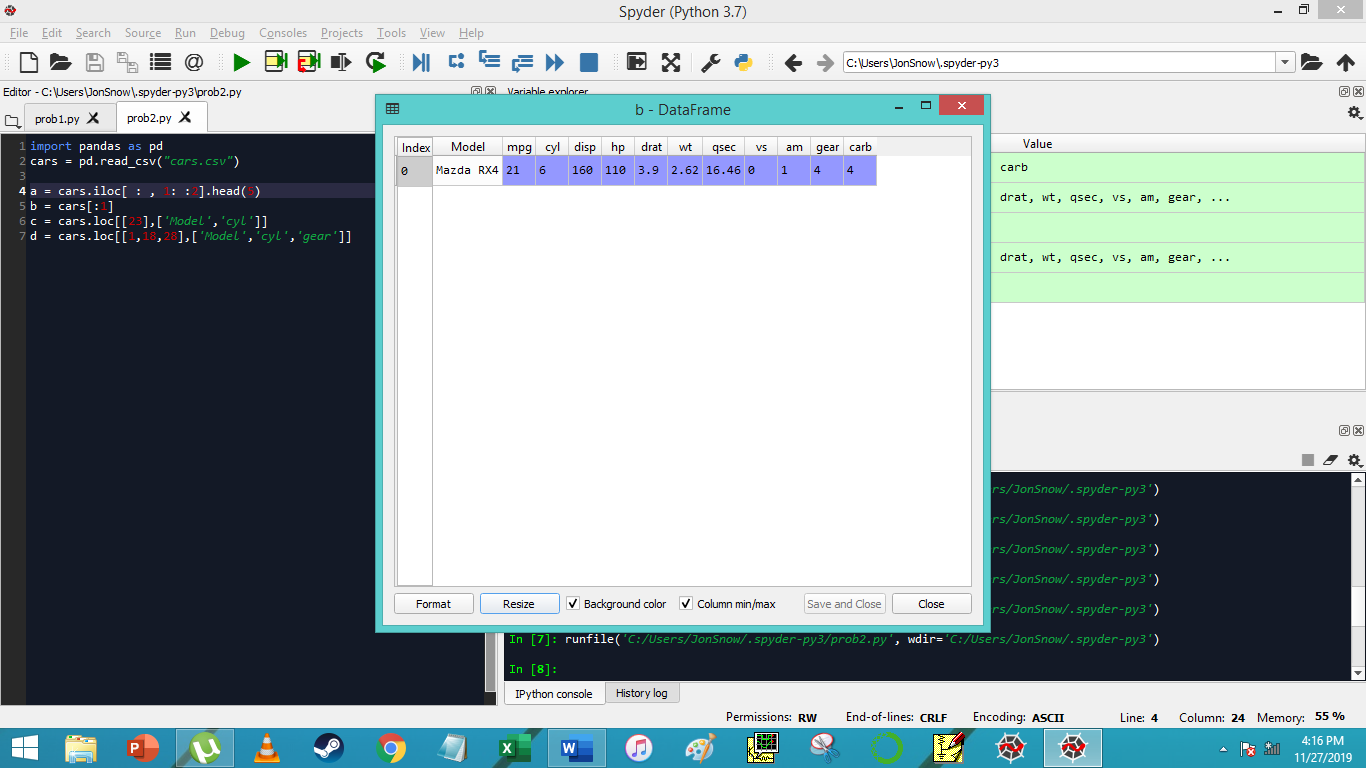 Spyder (Python 3.7)
File Edit Search Source Run Debug Consoles Projects Tools View Help
C:\Users\JonSnow\.spyder-py3
Editor - C:\Users\JonSnow\.spyder-py3\prob2.py
Variable explorer
prob1.py prob2.py
1 import pandas as pd
2 cars = pd.read_csv("cars.csv")
3
4 a = cars.iloc[ : , 1: :2].head(5)
5 b = cars[:1]
6 c = cars.loc[[23],['Model','cyl']]
7 d = cars.loc[[1,18,28],['Model','cyl','gear']]
b - DataFrame
Index Model mpg cyl disp hp drat wt qsec vs am gear carb
0 Mazda RX4 21 6 160 110 3.9 2.62 16.46 0 1 4 4
Format Resize Background color Column min/max Save and Close Close
Value
carb
drat, wt, qsec, vs, am, gear, ...
drat, wt, qsec, vs, am, gear, ...
rs/JonSnow/.spyder-py3')
rs/JonSnow/.spyder-py3')
rs/JonSnow/.spyder-py3')
rs/JonSnow/.spyder-py3')
rs/JonSnow/.spyder-py3')
In [7]: runfile('C:/Users/JonSnow/.spyder-py3/prob2.py', wdir='C:/Users/JonSnow/.spyder-py3')
In [8]:
IPython console History log
Permissions: RW End-of-lines: CRLF Encoding: ASCII Line: 4 Column: 24 Memory: 55 %
4:16 PM
11/27/2019